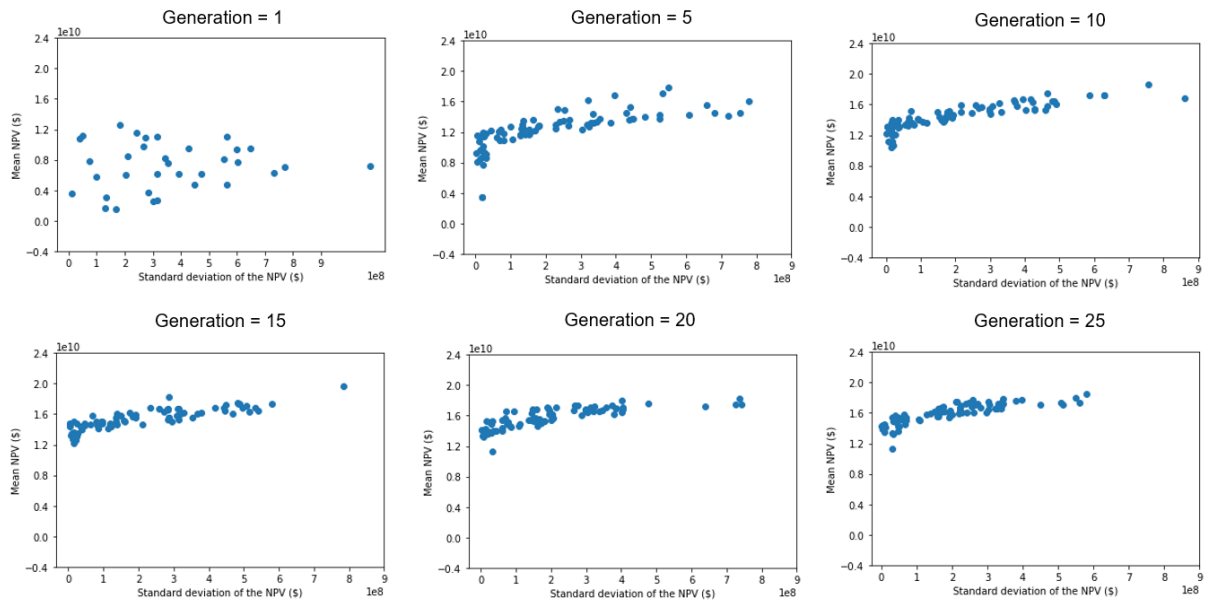 Generation = 1
1e10
2.4
2.0
1.6
1.2
0.8
0.4
0.0
−0.4
Mean NPV ($)
0 1 2 3 4 5 6 7 8 9
Standard deviation of the NPV ($)
1e8
Generation = 5
1e10
2.4
2.0
1.6
1.2
0.8
0.4
0.0
−0.4
Mean NPV ($)
0 1 2 3 4 5 6 7 8 9
Standard deviation of the NPV ($)
1e8
Generation = 10
1e10
2.4
2.0
1.6
1.2
0.8
0.4
0.0
−0.4
Mean NPV ($)
0 1 2 3 4 5 6 7 8 9
Standard deviation of the NPV ($)
1e8
Generation = 15
1e10
2.4
2.0
1.6
1.2
0.8
0.4
0.0
−0.4
Mean NPV ($)
0 1 2 3 4 5 6 7 8 9
Standard deviation of the NPV ($)
1e8
Generation = 20
1e10
2.4
2.0
1.6
1.2
0.8
0.4
0.0
−0.4
Mean NPV ($)
0 1 2 3 4 5 6 7 8 9
Standard deviation of the NPV ($)
1e8
Generation = 25
1e10
2.4
2.0
1.6
1.2
0.8
0.4
0.0
−0.4
Mean NPV ($)
0 1 2 3 4 5 6 7 8 9
Standard deviation of the NPV ($)
1e8